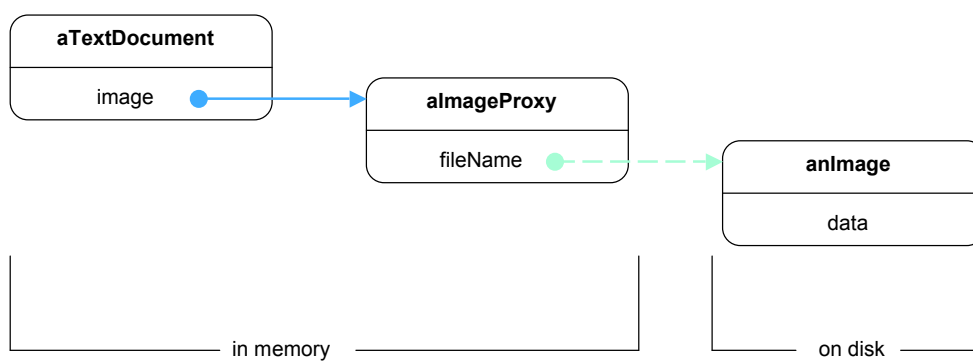 aTextDocument
image
aImageProxy
fileName
anImage
data
in memory
on disk